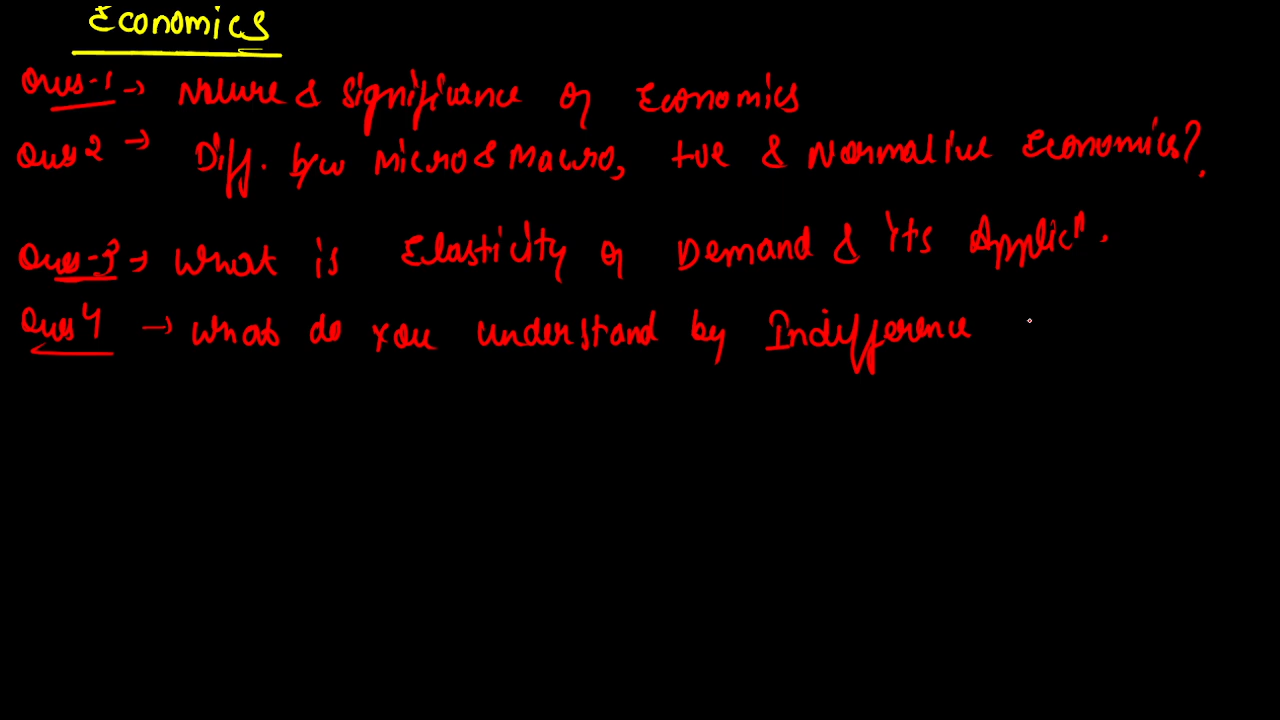 Economics
Ques-1 → Nature & Significance of Economics
Ques 2 → Diff. b/w Micro & Macro, +ve & Normative Economics?
Ques-3 → What is Elasticity of Demand & its Applicⁿ.
Ques 4 → What do you understand by Indifference